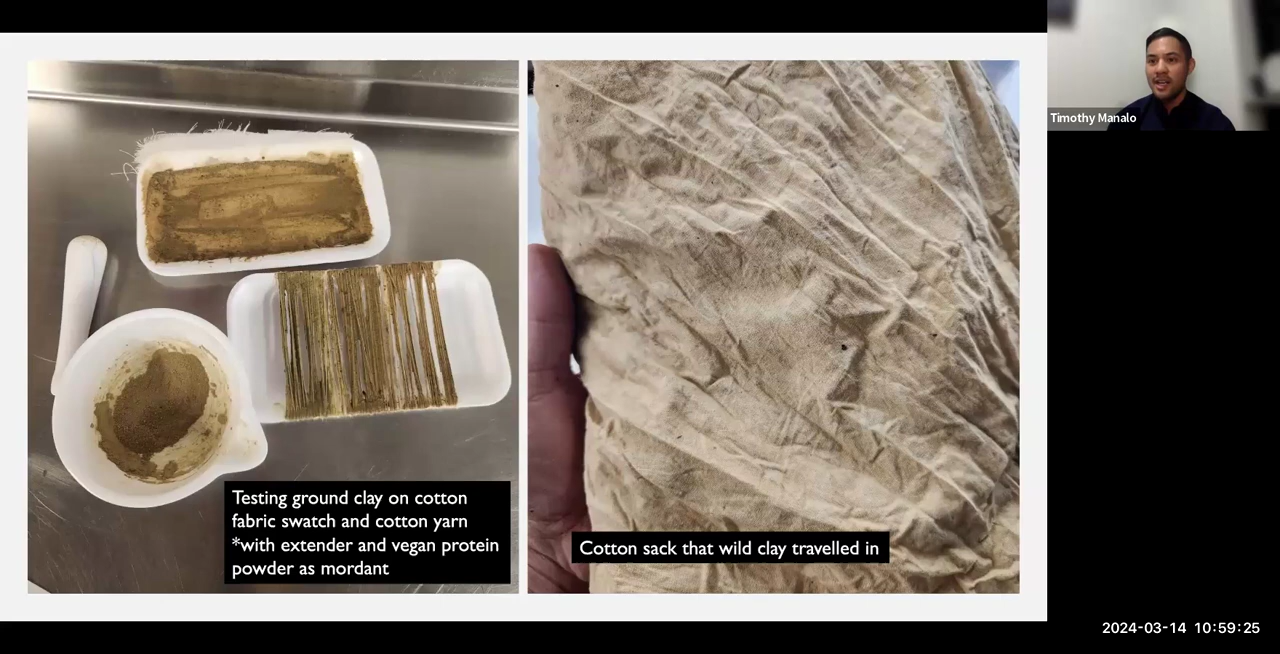 Timothy Manalo
Testing ground clay on cotton
fabric swatch and cotton yarn
*with extender and vegan protein
powder as mordant
Cotton sack that wild clay travelled in
2024-03-14 10:59:25